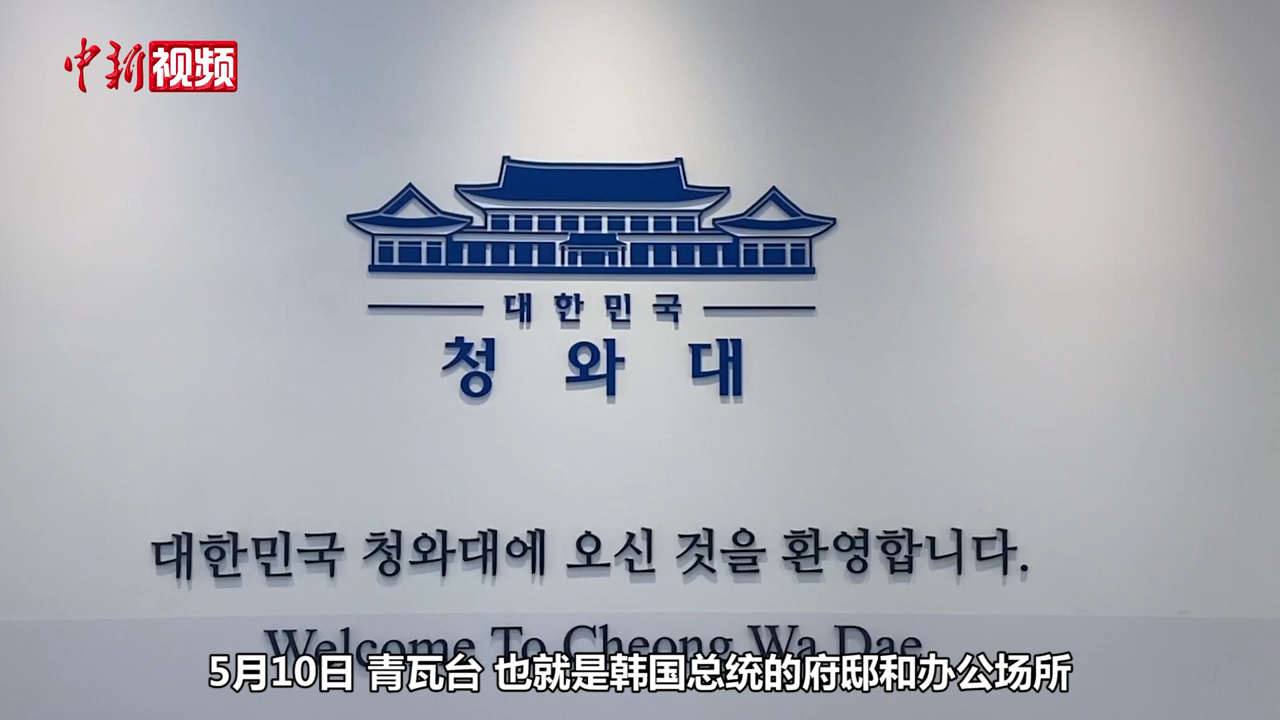 中新视频
대한민국
청와대
대한민국 청와대에 오신 것을 환영합니다.
Welcome To Cheong Wa Dae
5月10日 青瓦台 也就是韩国总统的府邸和办公场所